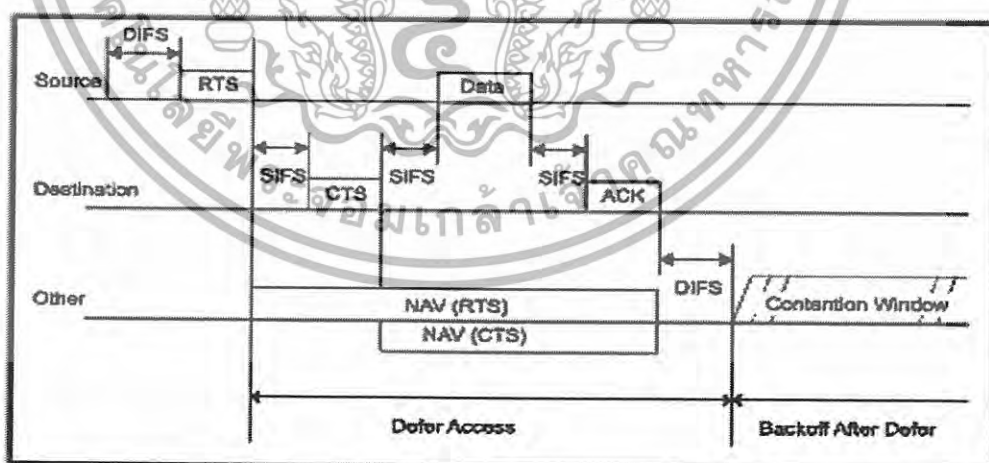 DIFS
Source
RTS
Data
SIFS
SIFS
SIFS
Destination
CTS
ACK
DIFS
Other
NAV (RTS)
Contention Window
NAV (CTS)
Defer Access
Backoff After Defer